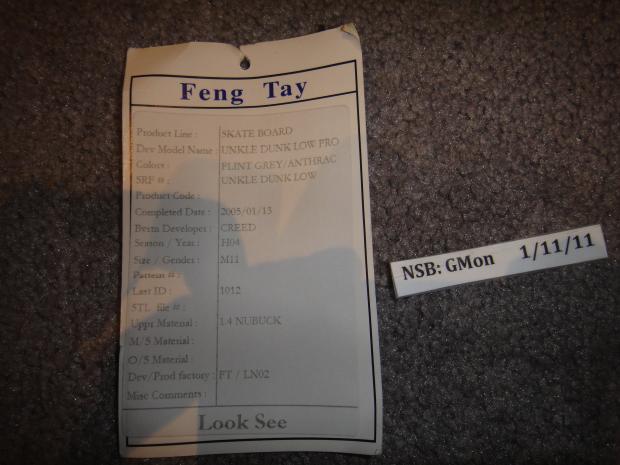 Feng Tay
Product Line : SKATE BOARD
Dev Model Name : UNKLE DUNK LOW PRO
Colors : FLINT GREY/ANTHRAC
SRF # : UNKLE DUNK LOW
Product Code :
Completed Date : 2005/01/13
Bvrtn Developer : CREED
Season / Year : H04
Size / Gender : M11
Pattern # :
Last ID : 1012
STL file # :
Uppr Material : 1.4 NUBUCK
M/S Material :
O/S Material :
Dev/Prod factory : FT / LN02
Misc Comments :
Look See
NSB: GMon 1/11/11